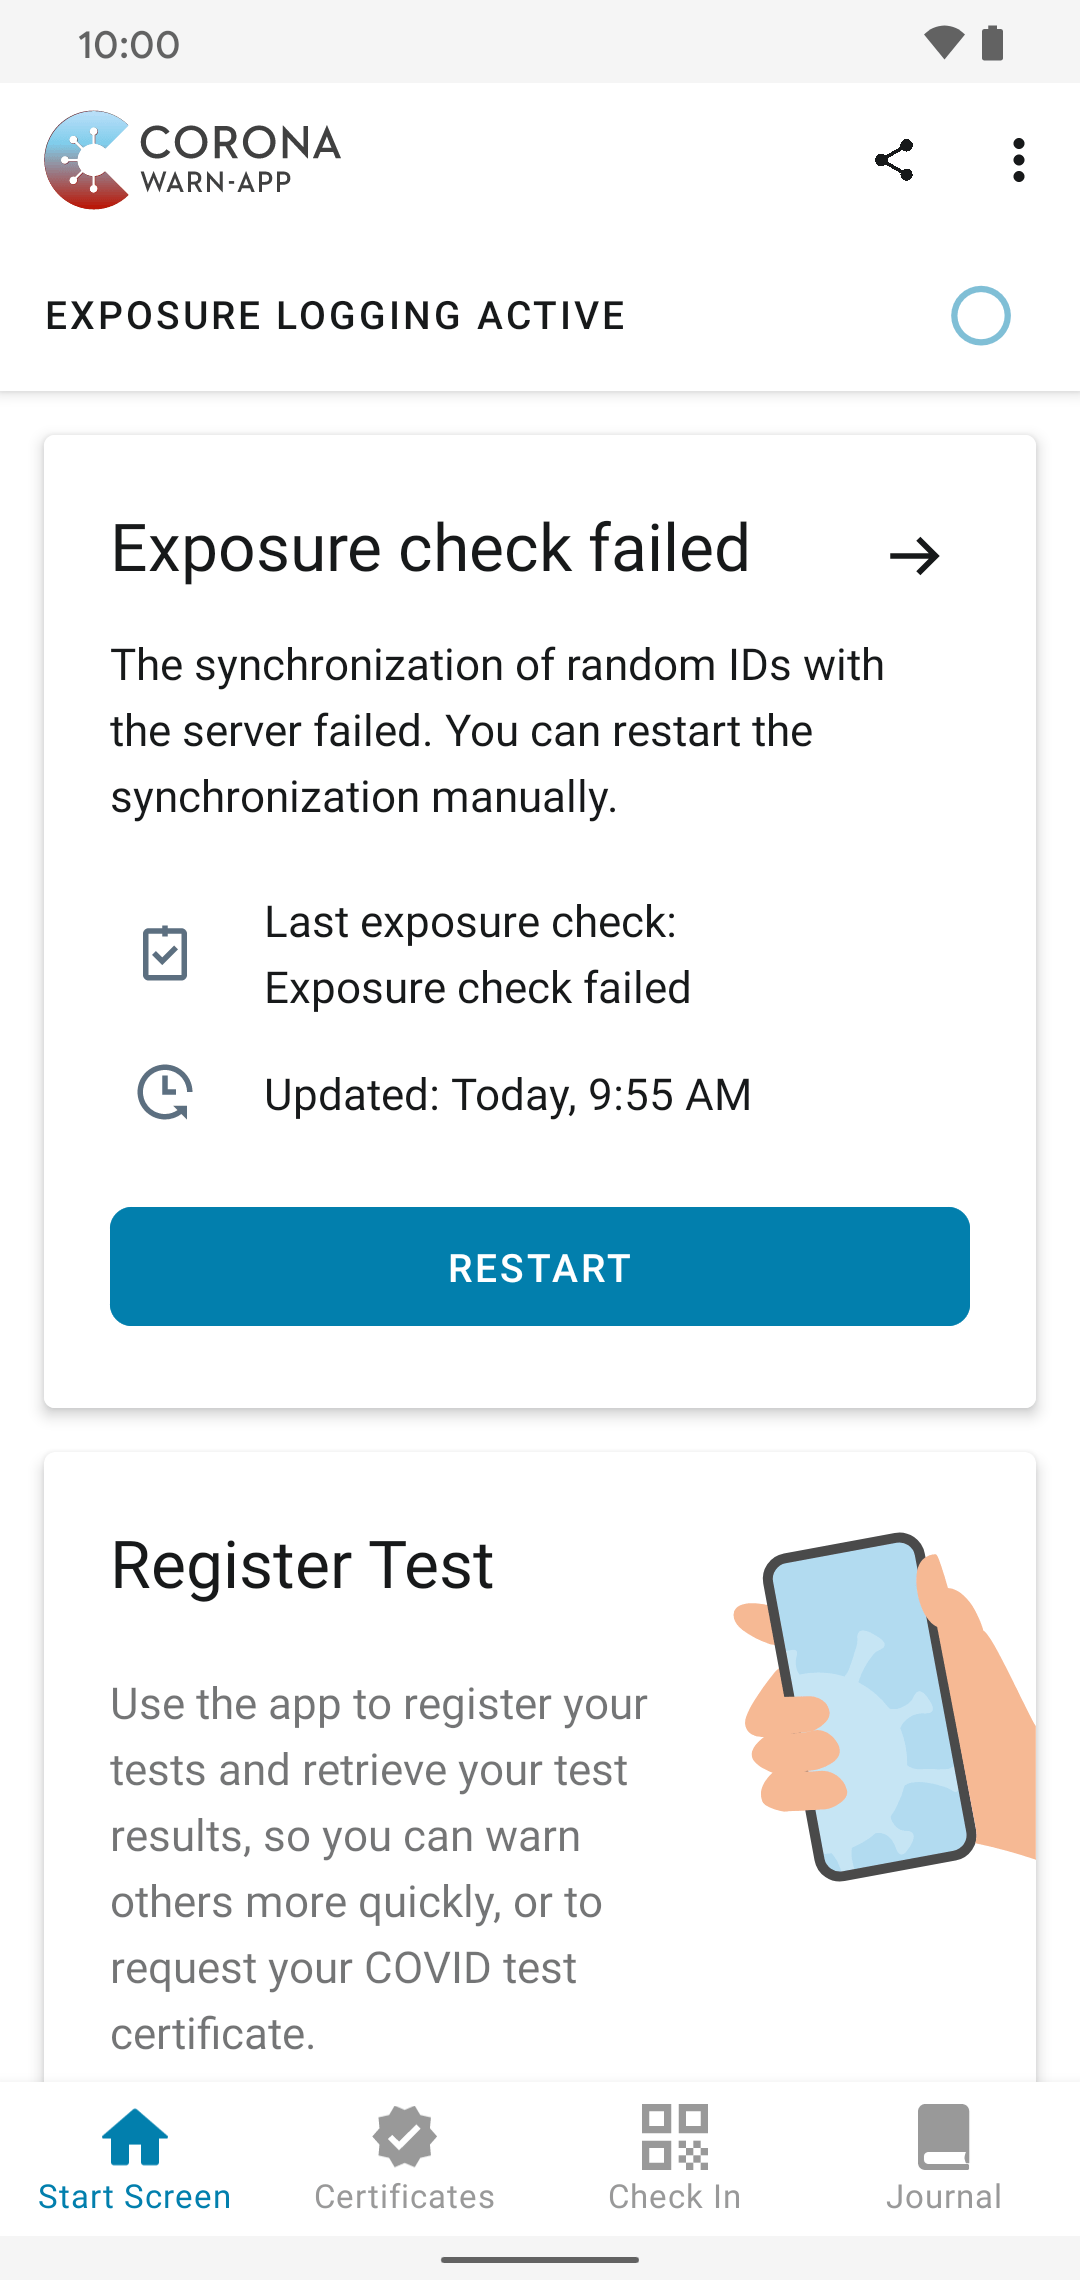 10:00
CORONA
WARN-APP
EXPOSURE LOGGING ACTIVE
Exposure check failed
The synchronization of random IDs with
the server failed. You can restart the
synchronization manually.
Last exposure check:
Exposure check failed
Updated: Today, 9:55 AM
RESTART
Register Test
Use the app to register your
tests and retrieve your test
results, so you can warn
others more quickly, or to
request your COVID test
certificate.
Start Screen
Certificates
Check In
Journal